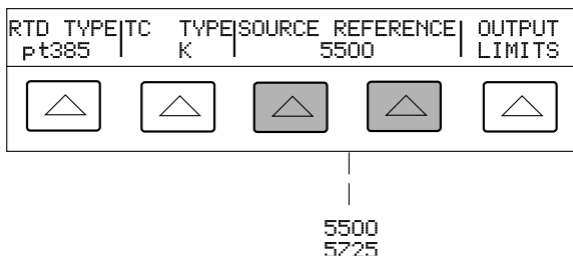 RTD TYPE|TC TYPE|SOURCE REFERENCE| OUTPUT
pt385 K 5500 LIMITS
5500
5725